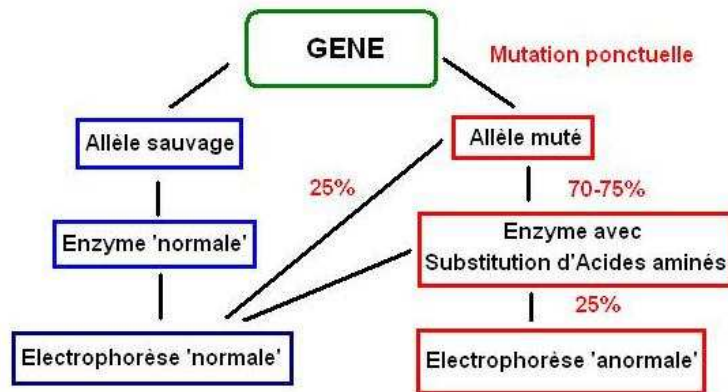 GENE
Mutation ponctuelle
Allèle sauvage
Allèle muté
25%
70-75%
Enzyme 'normale'
Enzyme avec
Substitution d'Acides aminés
25%
Electrophorèse 'normale'
Electrophorèse 'anormale'